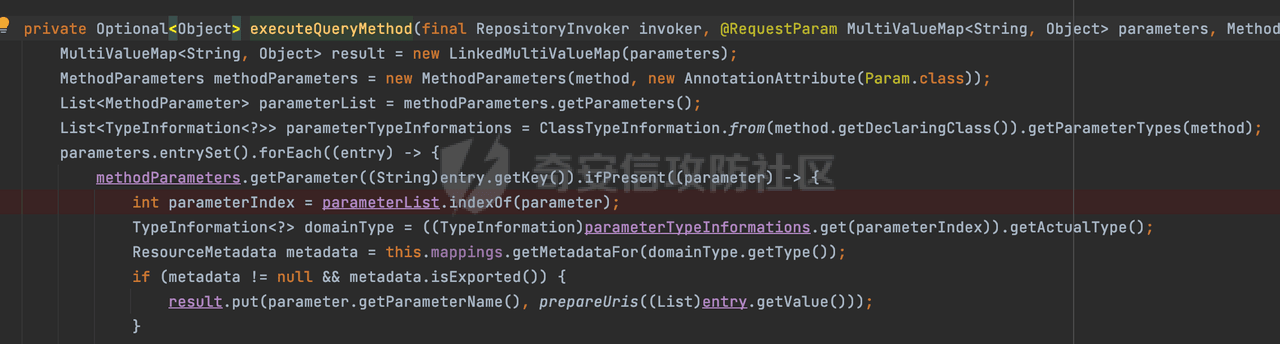 private Optional<Object> executeQueryMethod(final RepositoryInvoker invoker, @RequestParam MultiValueMap<String, Object> parameters, Method
MultiValueMap<String, Object> result = new LinkedMultiValueMap(parameters);
MethodParameters methodParameters = new MethodParameters(method, new AnnotationAttribute(Param.class));
List<MethodParameter> parameterList = methodParameters.getParameters();
List<TypeInformation<?>> parameterTypeInformations = ClassTypeInformation.from(method.getDeclaringClass()).getParameterTypes(method);
parameters.entrySet().forEach((entry) -> {
methodParameters.getParameter((String)entry.getKey()).ifPresent((parameter) -> {
奇安信攻防社区
int parameterIndex = parameterList.indexOf(parameter);
TypeInformation<?> domainType = ((TypeInformation)parameterTypeInformations.get(parameterIndex)).getActualType();
ResourceMetadata metadata = this.mappings.getMetadataFor(domainType.getType());
if (metadata != null && metadata.isExported()) {
result.put(parameter.getParameterName(), prepareUris((List)entry.getValue()));
}